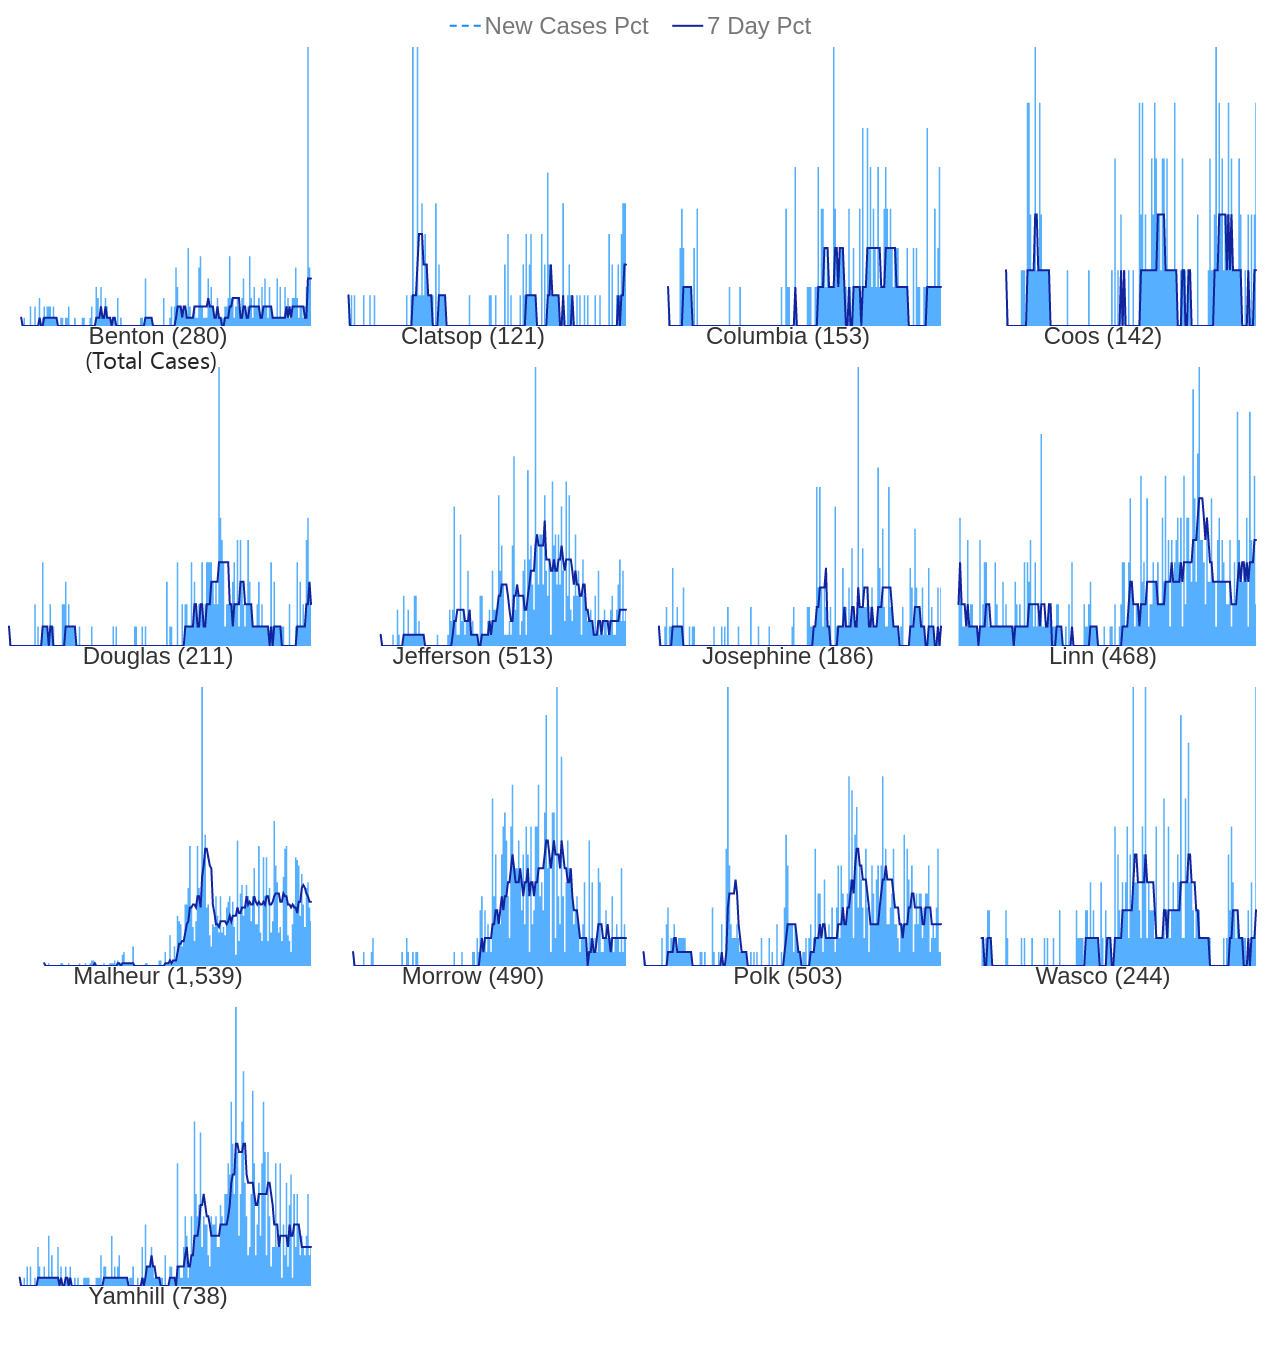 New Cases Pct 7 Day Pct
Benton (280) Clatsop (121) Columbia (153) Coos (142)
(Total Cases)
Douglas (211) Jefferson (513) Josephine (186) Linn (468)
Malheur (1,539) Morrow (490) Polk (503) Wasco (244)
Yamhill (738)